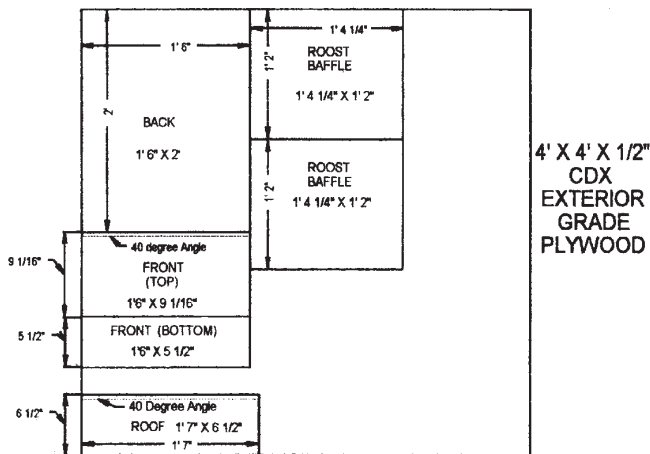 1' 6"
1' 4 1/4"
1' 2"
ROOST
BAFFLE
1' 4 1/4" X 1' 2"
2'
BACK
1' 6" X 2'
1' 2"
ROOST
BAFFLE
1' 4 1/4" X 1' 2"
4' X 4' X 1/2"
CDX
EXTERIOR
GRADE
PLYWOOD
40 degree Angle
9 1/16"
FRONT
(TOP)
1'6" X 9 1/16"
5 1/2"
FRONT (BOTTOM)
1'6" X 5 1/2"
40 Degree Angle
6 1/2"
ROOF 1' 7" X 6 1/2"
1' 7"